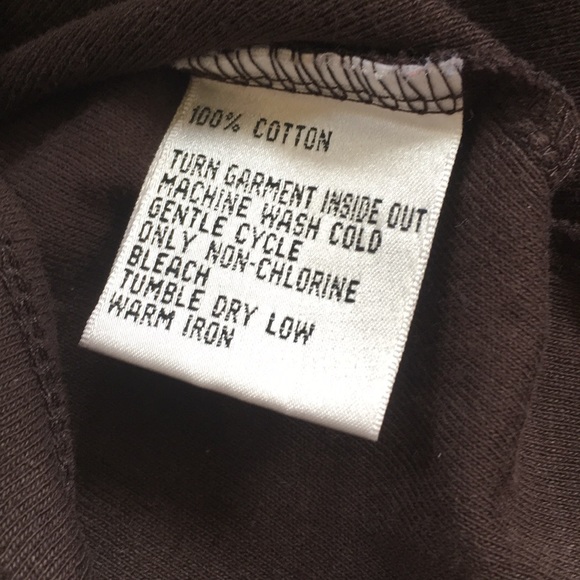 100% COTTON
TURN GARMENT INSIDE OUT
MACHINE WASH COLD
GENTLE CYCLE
ONLY NON-CHLORINE
BLEACH
TUMBLE DRY LOW
WARM IRON